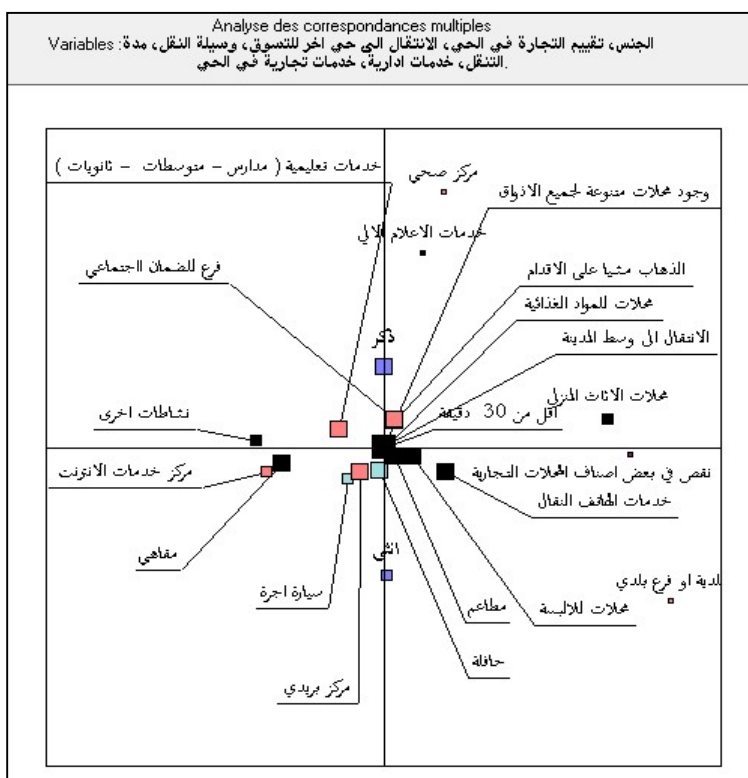 Analyse des correspondances multiples
Variables :الجنس، تقييم التجارة في الحي، الانتقال الى حي اخر للتسوق، وسيلة النقل، مدة
التنقل، خدمات ادارية، خدمات تجارية في الحي.
خدمات تعليمية ( مدارس – متوسطات – ثانويات )
مركز صحي
وجود محلات متنوعة لجميع الاذواق
خدمات الاعلام الالي
فرع للضمان ااجتماعي
الذهاب مشيا على الاقدام
محلات للمواد الغذائية
ذكر
الانتقال الى وسط المدينة
محلات الاثاث المنزلي
نشاطات اخرى
اقل من 30 دقيقة
مركز خدمات الانترنت
نقص في بعض اصناف المحلات التجارية
خدمات الهاتف النقال
مقاهي
انثى
سيارة اجرة
مطاعم
محلات للالبسة
بلدية او فرع بلدي
حافلة
مركز بريدي